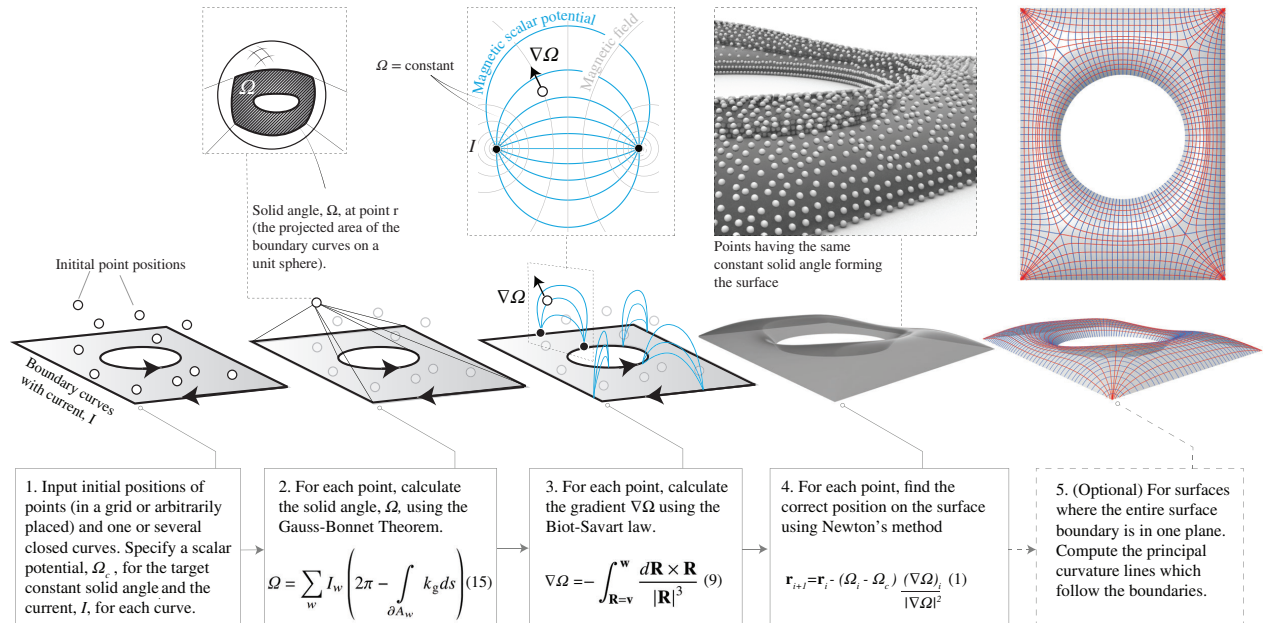 Ω
Solid angle, Ω, at point r
(the projected area of the
boundary curves on a
unit sphere).
Magnetic scalar potential
Magnetic field
∇Ω
Ω = constant
I
Points having the same
constant solid angle forming
the surface
Initital point positions
Boundary curves
with current, I
∇Ω
1. Input initial positions of
points (in a grid or arbitrarily
placed) and one or several
closed curves. Specify a scalar
potential, Ω_c, for the target
constant solid angle and the
current, I, for each curve.
2. For each point, calculate
the solid angle, Ω, using the
Gauss-Bonnet Theorem.
Ω = ∑_w I_w (2π - ∫_{∂A_w} k_g ds) (15)
3. For each point, calculate
the gradient ∇Ω using the
Biot-Savart law.
∇Ω = - ∫_{R=v}^{w} dR × R / |R|^3 (9)
4. For each point, find the
correct position on the surface
using Newton's method
r_{i+1}=r_i - (Ω_i - Ω_c) (∇Ω)_i / |∇Ω|^2 (1)
5. (Optional) For surfaces
where the entire surface
boundary is in one plane.
Compute the principal
curvature lines which
follow the boundaries.